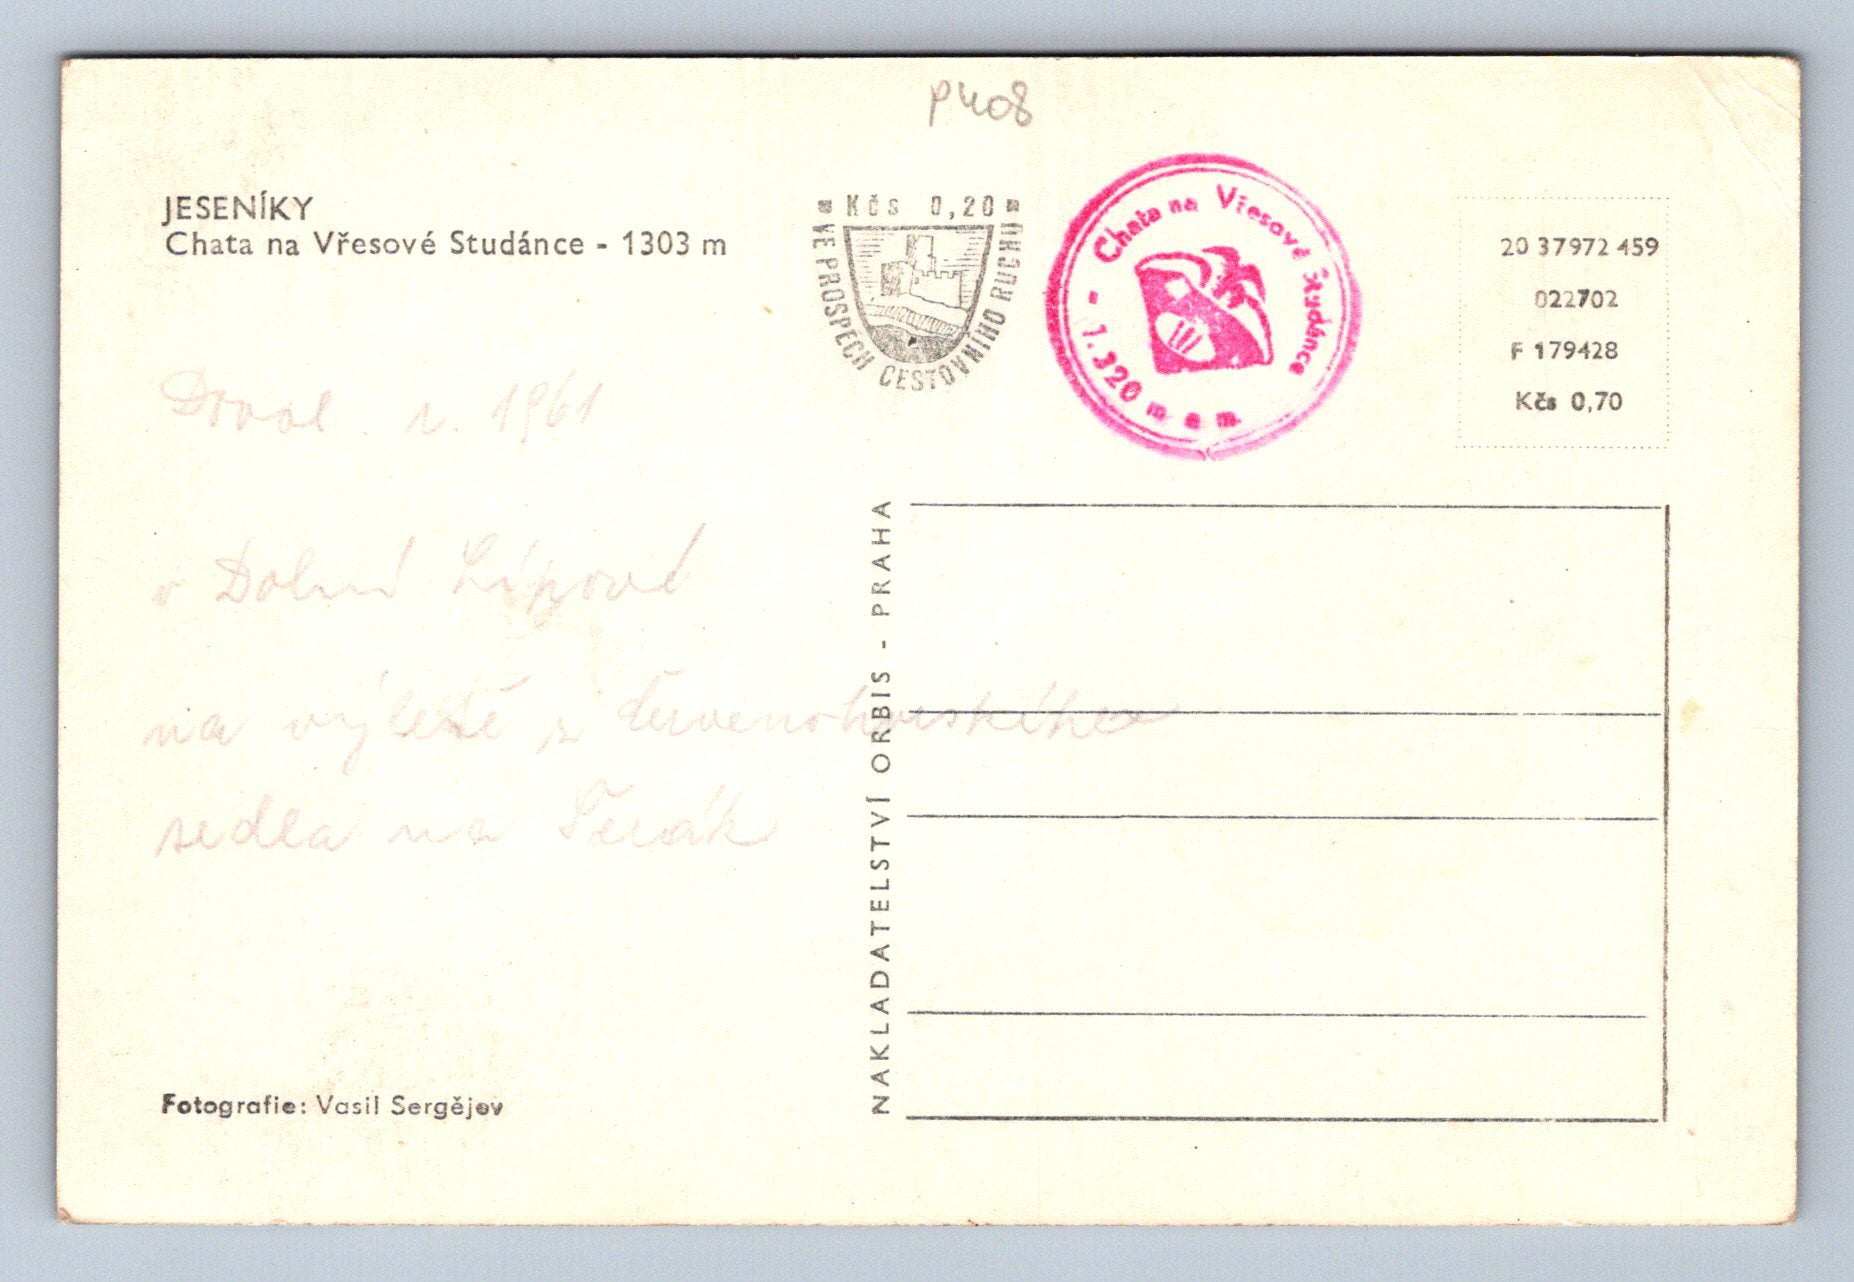 P408
JESENÍKY
Chata na Vřesové Studánce - 1303 m
Kčs 0,20
VE PROSPĚCH CESTOVNÍHO RUCHU
Chata na Vřesové Studánce
- 1.320 m n m
20 37972 459
022702
F 179428
Kčs 0,70
Dovol. r. 1961
v Dolní Lipové
na výletě z Červenohorského
sedla na Šerák
NAKLADATELSTVÍ ORBIS - PRAHA
Fotografie: Vasil Sergějev